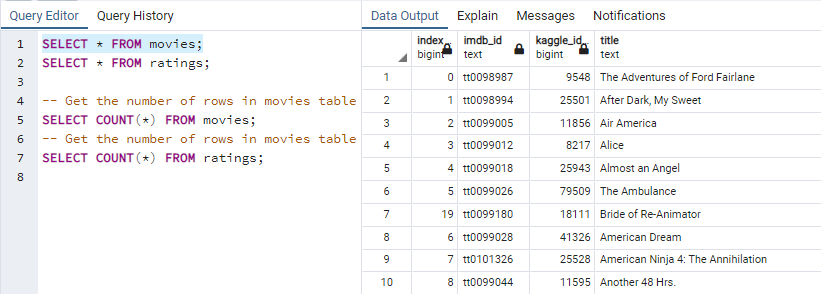 Query Editor Query History
1 SELECT * FROM movies;
2 SELECT * FROM ratings;
3
4 -- Get the number of rows in movies table
5 SELECT COUNT(*) FROM movies;
6 -- Get the number of rows in movies table
7 SELECT COUNT(*) FROM ratings;
8
Data Output Explain Messages Notifications
index imdb_id kaggle_id title
bigint text bigint text
1 0 tt0098987 9548 The Adventures of Ford Fairlane
2 1 tt0098994 25501 After Dark, My Sweet
3 2 tt0099005 11856 Air America
4 3 tt0099012 8217 Alice
5 4 tt0099018 25943 Almost an Angel
6 5 tt0099026 79509 The Ambulance
7 19 tt0099180 18111 Bride of Re-Animator
8 6 tt0099028 41326 American Dream
9 7 tt0101326 25528 American Ninja 4: The Annihilation
10 8 tt0099044 11595 Another 48 Hrs.